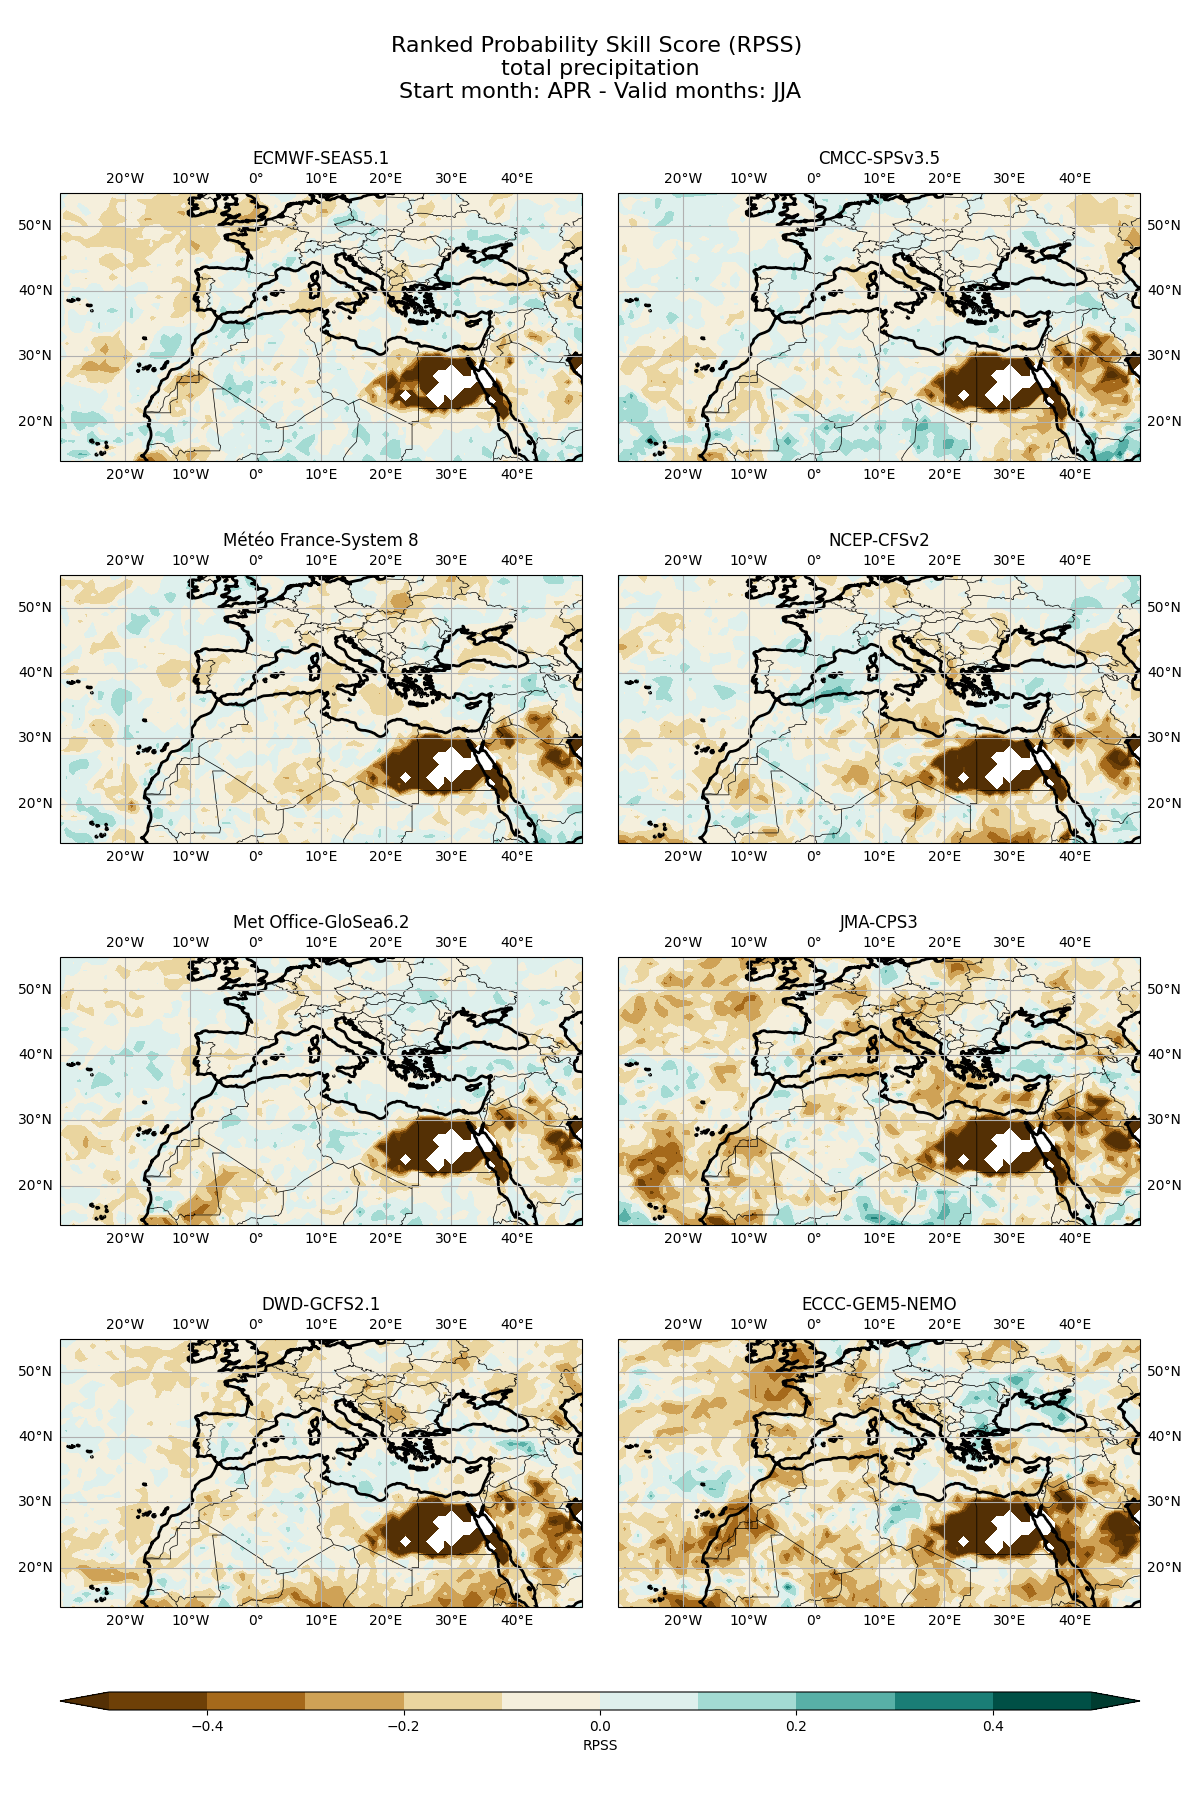 Ranked Probability Skill Score (RPSS)
total precipitation
Start month: APR - Valid months: JJA
ECMWF-SEAS5.1 CMCC-SPSv3.5
20°W 10°W 0° 10°E 20°E 30°E 40°E 20°W 10°W 0° 10°E 20°E 30°E 40°E
50°N 50°N
40°N 40°N
30°N 30°N
20°N 20°N
20°W 10°W 0° 10°E 20°E 30°E 40°E 20°W 10°W 0° 10°E 20°E 30°E 40°E
Météo France-System 8 NCEP-CFSv2
20°W 10°W 0° 10°E 20°E 30°E 40°E 20°W 10°W 0° 10°E 20°E 30°E 40°E
50°N 50°N
40°N 40°N
30°N 30°N
20°N 20°N
20°W 10°W 0° 10°E 20°E 30°E 40°E 20°W 10°W 0° 10°E 20°E 30°E 40°E
Met Office-GloSea6.2 JMA-CPS3
20°W 10°W 0° 10°E 20°E 30°E 40°E 20°W 10°W 0° 10°E 20°E 30°E 40°E
50°N 50°N
40°N 40°N
30°N 30°N
20°N 20°N
20°W 10°W 0° 10°E 20°E 30°E 40°E 20°W 10°W 0° 10°E 20°E 30°E 40°E
DWD-GCFS2.1 ECCC-GEM5-NEMO
20°W 10°W 0° 10°E 20°E 30°E 40°E 20°W 10°W 0° 10°E 20°E 30°E 40°E
50°N 50°N
40°N 40°N
30°N 30°N
20°N 20°N
20°W 10°W 0° 10°E 20°E 30°E 40°E 20°W 10°W 0° 10°E 20°E 30°E 40°E
−0.4 −0.2 0.0 0.2 0.4
RPSS